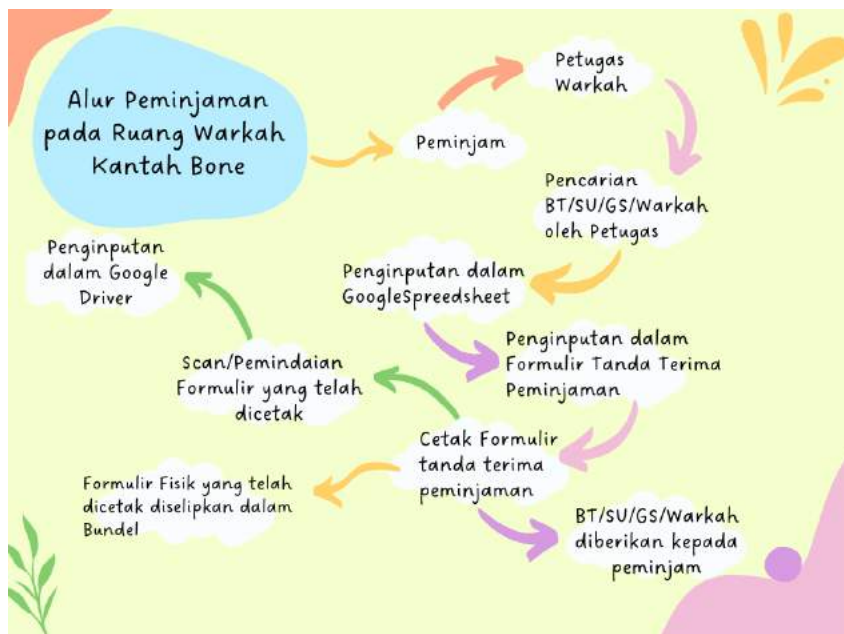 Alur Peminjaman
pada Ruang Warkah
Kantah Bone
Peminjam
Petugas
Warkah
Pencarian
BT/SU/GS/Warkah
oleh Petugas
Penginputan dalam
GoogleSpreedsheet
Penginputan dalam
Formulir Tanda Terima
Peminjaman
Cetak Formulir
tanda terima
peminjaman
Scan/Pemindaian
Formulir yang telah
dicetak
Penginputan
dalam Google
Driver
Formulir Fisik yang telah
dicetak diselipkan dalam
Bundel
BT/SU/GS/Warkah
diberikan kepada
peminjam